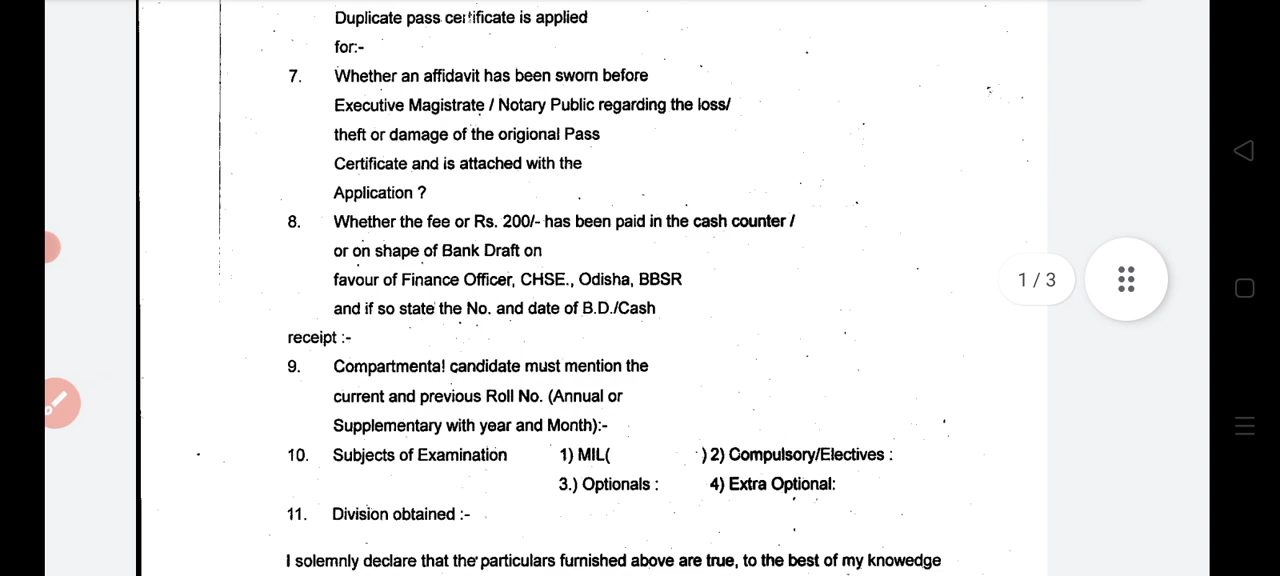 Duplicate pass certificate is applied
for:-
7. Whether an affidavit has been sworn before
Executive Magistrate / Notary Public regarding the loss/
theft or damage of the origional Pass
Certificate and is attached with the
Application ?
8. Whether the fee or Rs. 200/- has been paid in the cash counter /
or on shape of Bank Draft on
favour of Finance Officer, CHSE., Odisha, BBSR
and if so state the No. and date of B.D./Cash
receipt :-
1 / 3
9. Compartmental candidate must mention the
current and previous Roll No. (Annual or
Supplementary with year and Month):-
10. Subjects of Examination 1) MIL( ) 2) Compulsory/Electives :
3.) Optionals : 4) Extra Optional:
11. Division obtained :-
I solemnly declare that the particulars furnished above are true, to the best of my knowedge